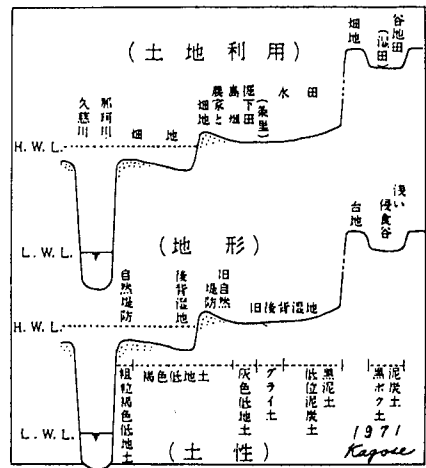 (土地利用)
久慈川
那珂川
畑地
畑地
農家と
島畑
堀下田
(条里)
水田
畑地
谷地田
(湿田)
H.W.L.
L.W.L.
(地形)
自然堤防
後背湿地
旧自然
堤防
旧後背湿地
台地
浅い
侵食谷
H.W.L.
粗粒褐色低地土
褐色低地土
灰色低地土
グライ土
低位泥炭土
黒泥土
黒ボク土
泥炭土
L.W.L.
(土性)
1971
Kagose